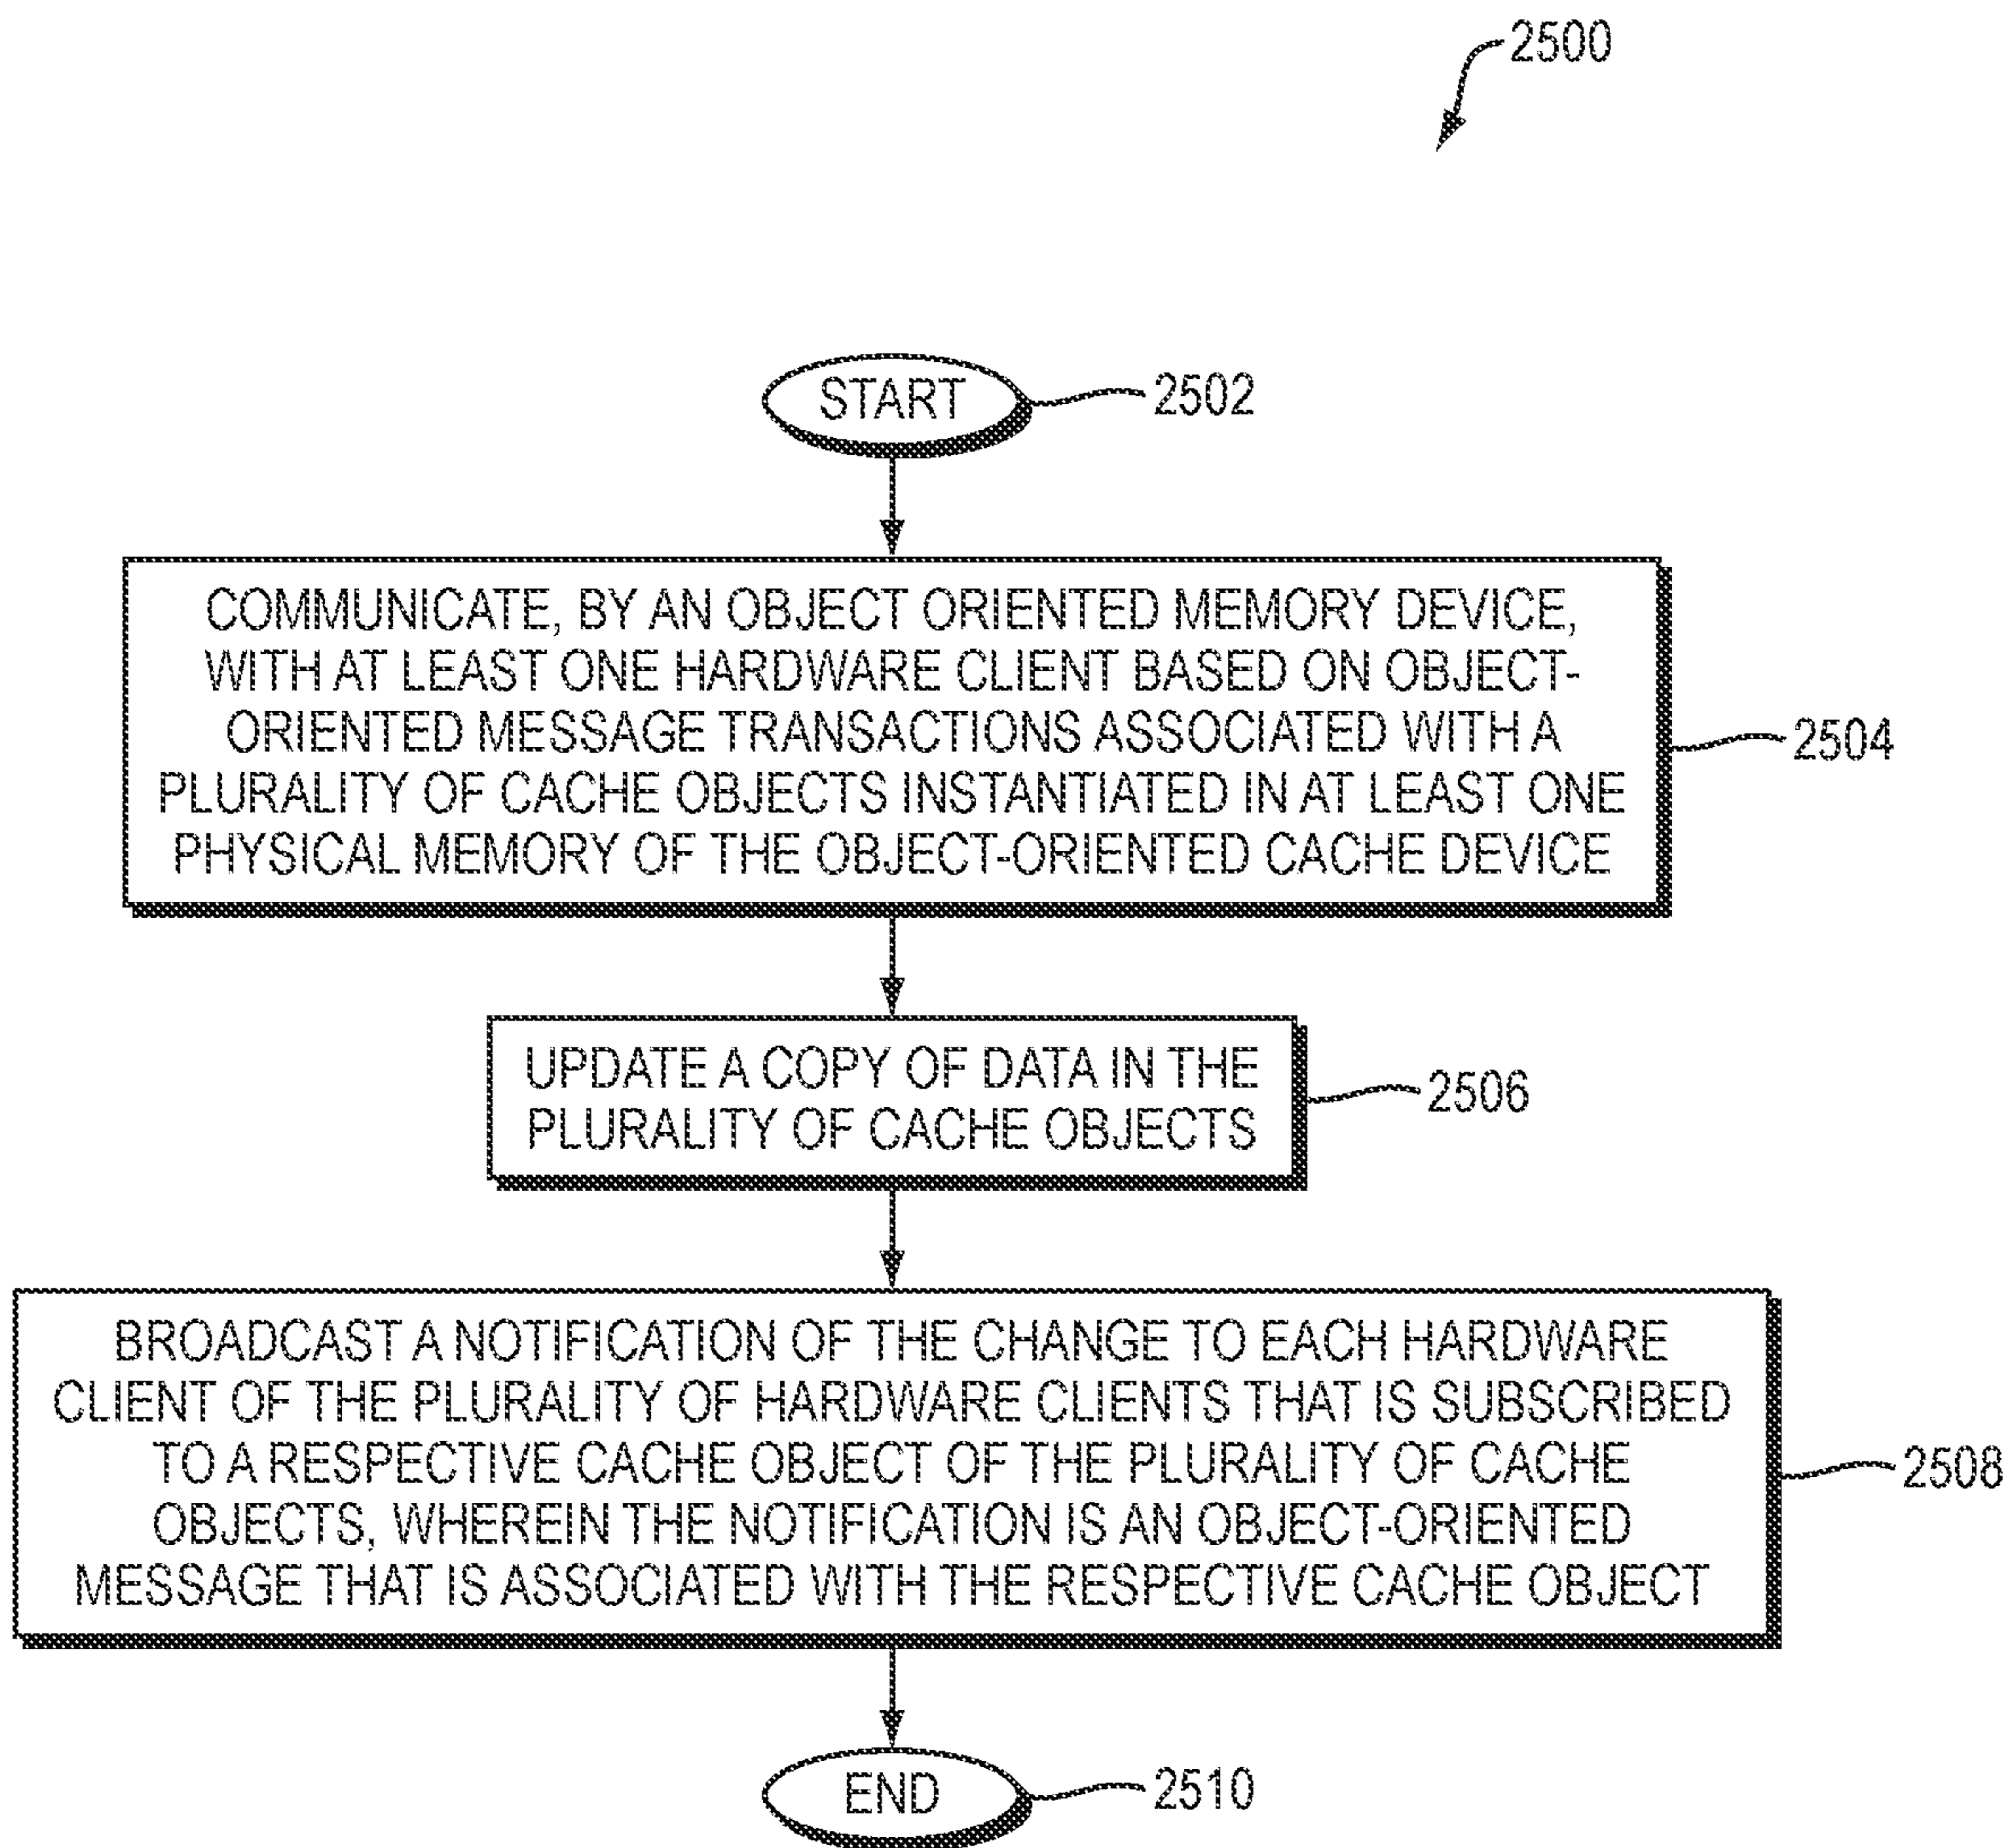 2500
START
2502
COMMUNICATE, BY AN OBJECT ORIENTED MEMORY DEVICE,
WITH AT LEAST ONE HARDWARE CLIENT BASED ON OBJECT-
ORIENTED MESSAGE TRANSACTIONS ASSOCIATED WITH A
PLURALITY OF CACHE OBJECTS INSTANTIATED IN AT LEAST ONE
PHYSICAL MEMORY OF THE OBJECT-ORIENTED CACHE DEVICE
2504
UPDATE A COPY OF DATA IN THE
PLURALITY OF CACHE OBJECTS
2506
BROADCAST A NOTIFICATION OF THE CHANGE TO EACH HARDWARE
CLIENT OF THE PLURALITY OF HARDWARE CLIENTS THAT IS SUBSCRIBED
TO A RESPECTIVE CACHE OBJECT OF THE PLURALITY OF CACHE
OBJECTS, WHEREIN THE NOTIFICATION IS AN OBJECT-ORIENTED
MESSAGE THAT IS ASSOCIATED WITH THE RESPECTIVE CACHE OBJECT
2508
END
2510